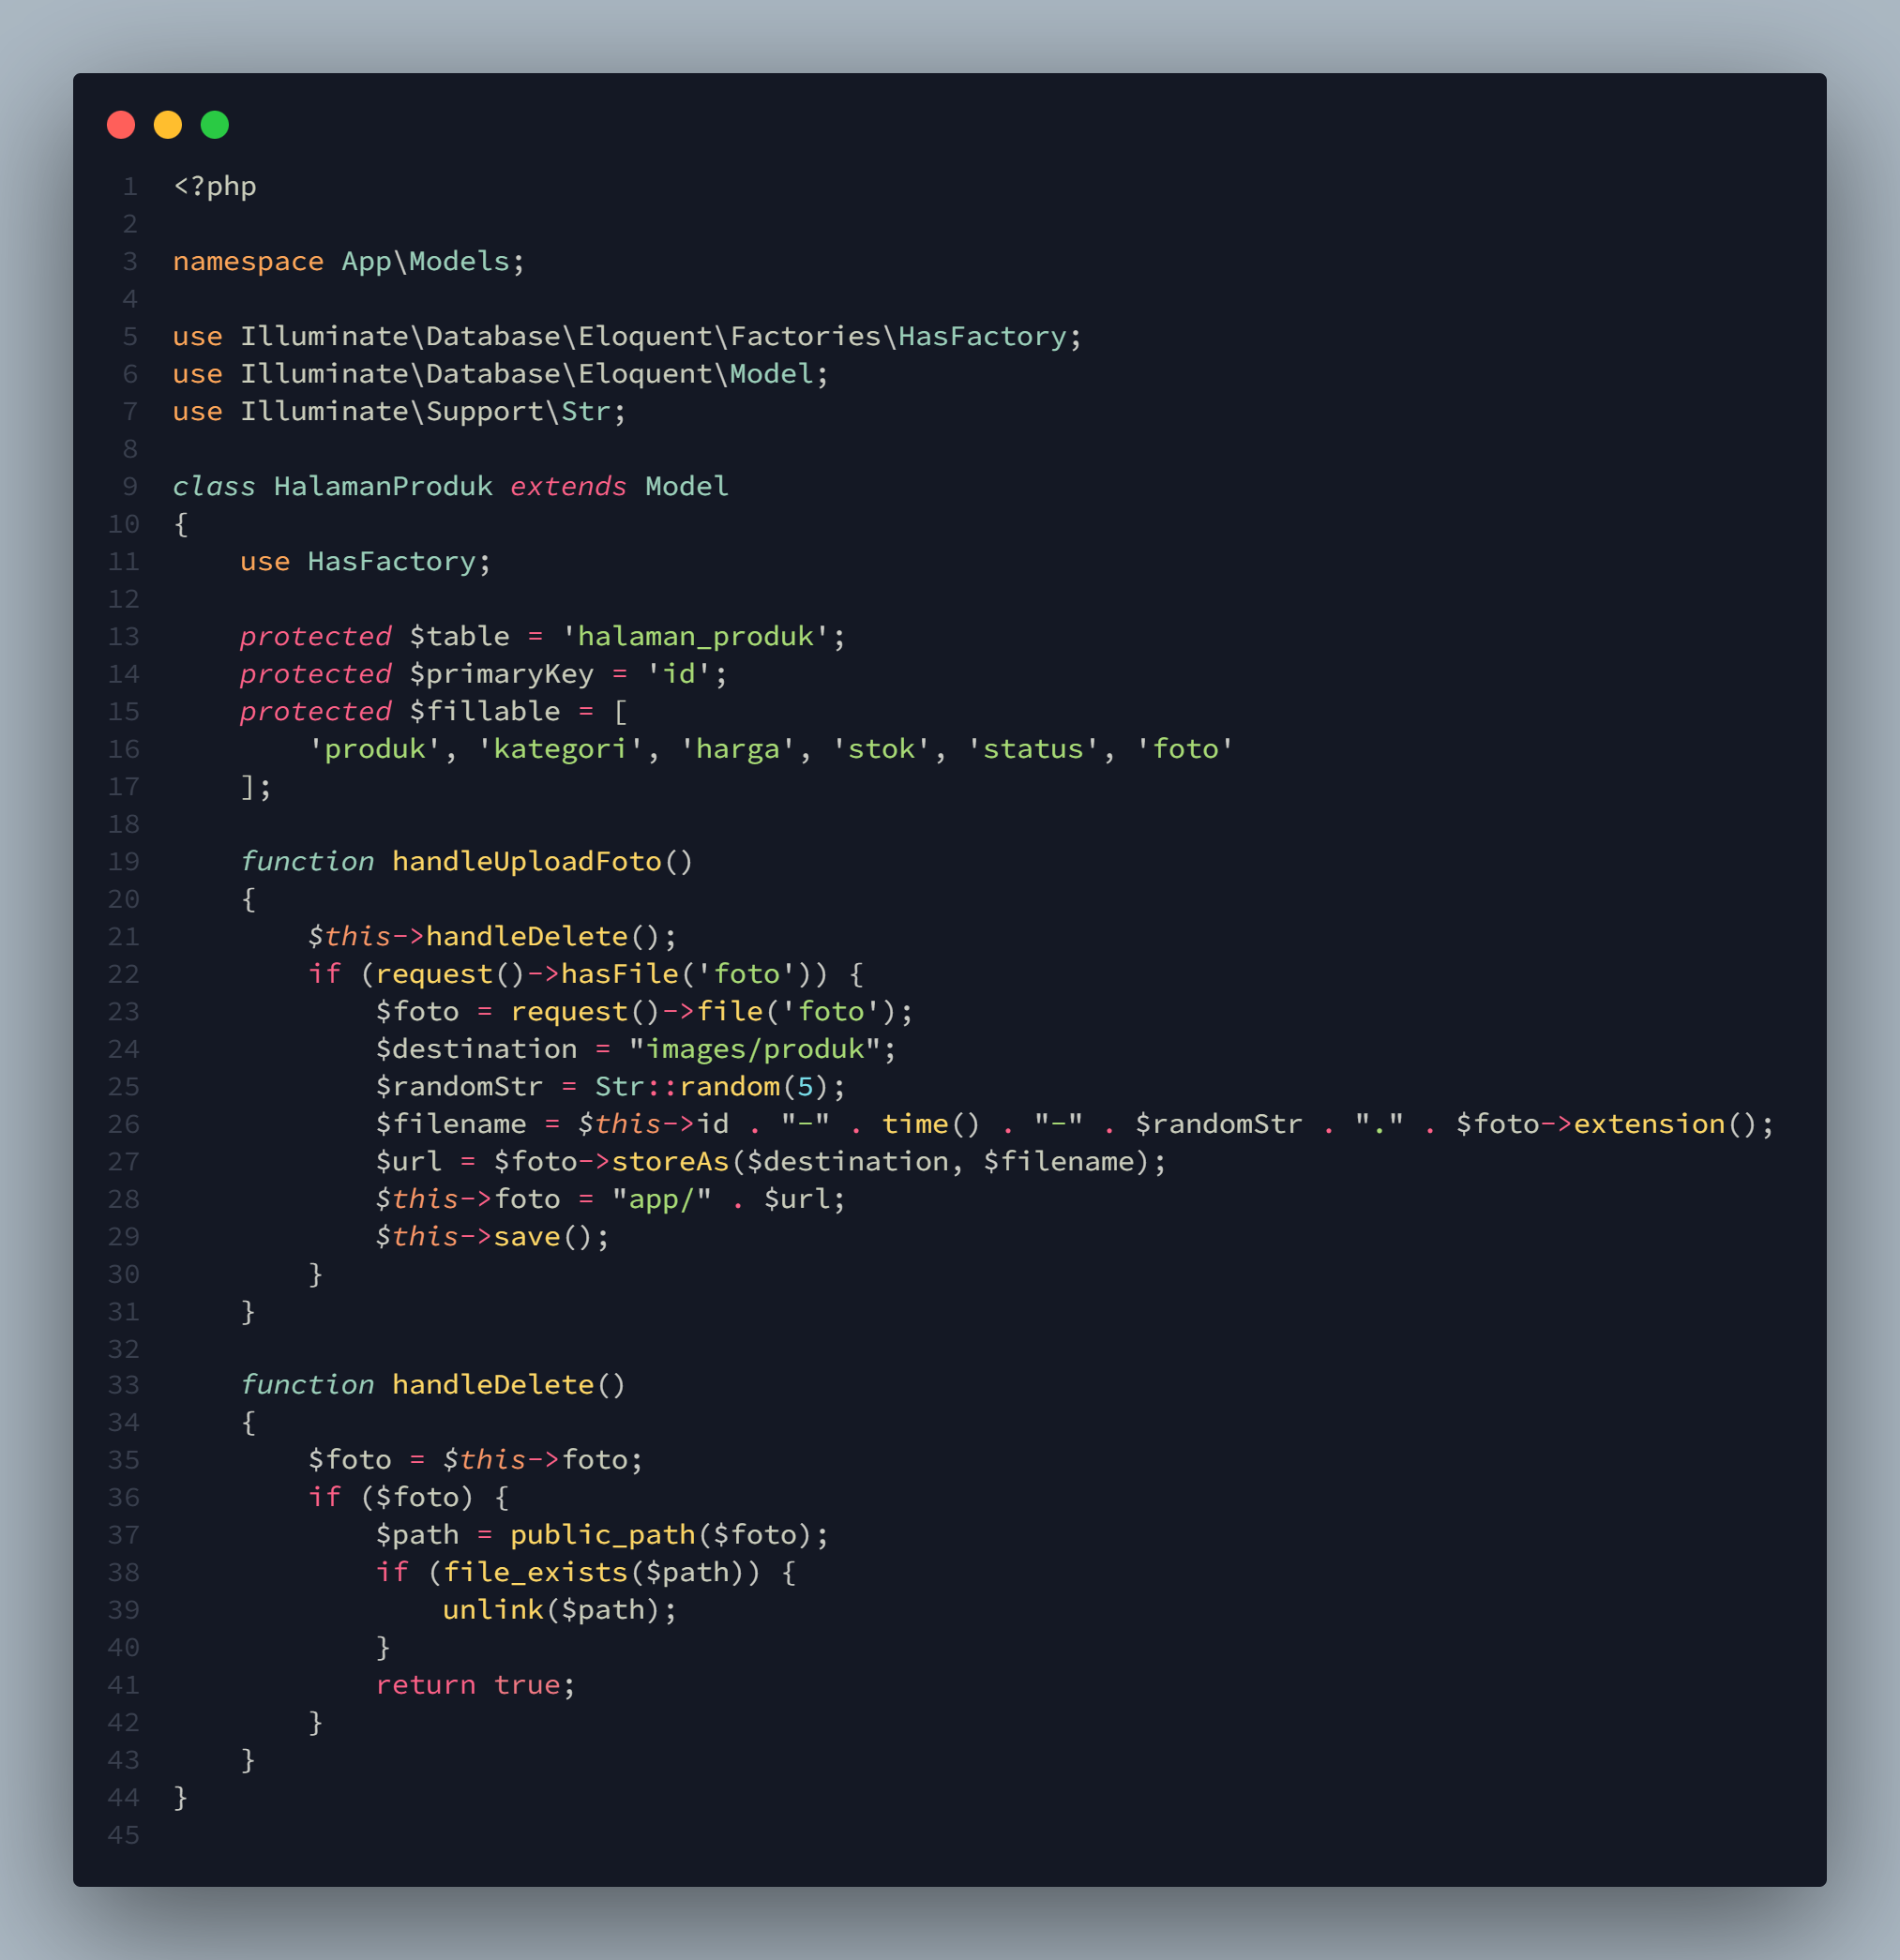 1 <?php
2
3 namespace App\Models;
4
5 use Illuminate\Database\Eloquent\Factories\HasFactory;
6 use Illuminate\Database\Eloquent\Model;
7 use Illuminate\Support\Str;
8
9 class HalamanProduk extends Model
10 {
11     use HasFactory;
12
13     protected $table = 'halaman_produk';
14     protected $primaryKey = 'id';
15     protected $fillable = [
16         'produk', 'kategori', 'harga', 'stok', 'status', 'foto'
17     ];
18
19     function handleUploadFoto()
20     {
21         $this->handleDelete();
22         if (request()->hasFile('foto')) {
23             $foto = request()->file('foto');
24             $destination = "images/produk";
25             $randomStr = Str::random(5);
26             $filename = $this->id . "-" . time() . "-" . $randomStr . "." . $foto->extension();
27             $url = $foto->storeAs($destination, $filename);
28             $this->foto = "app/" . $url;
29             $this->save();
30         }
31     }
32
33     function handleDelete()
34     {
35         $foto = $this->foto;
36         if ($foto) {
37             $path = public_path($foto);
38             if (file_exists($path)) {
39                 unlink($path);
40             }
41             return true;
42         }
43     }
44 }
45